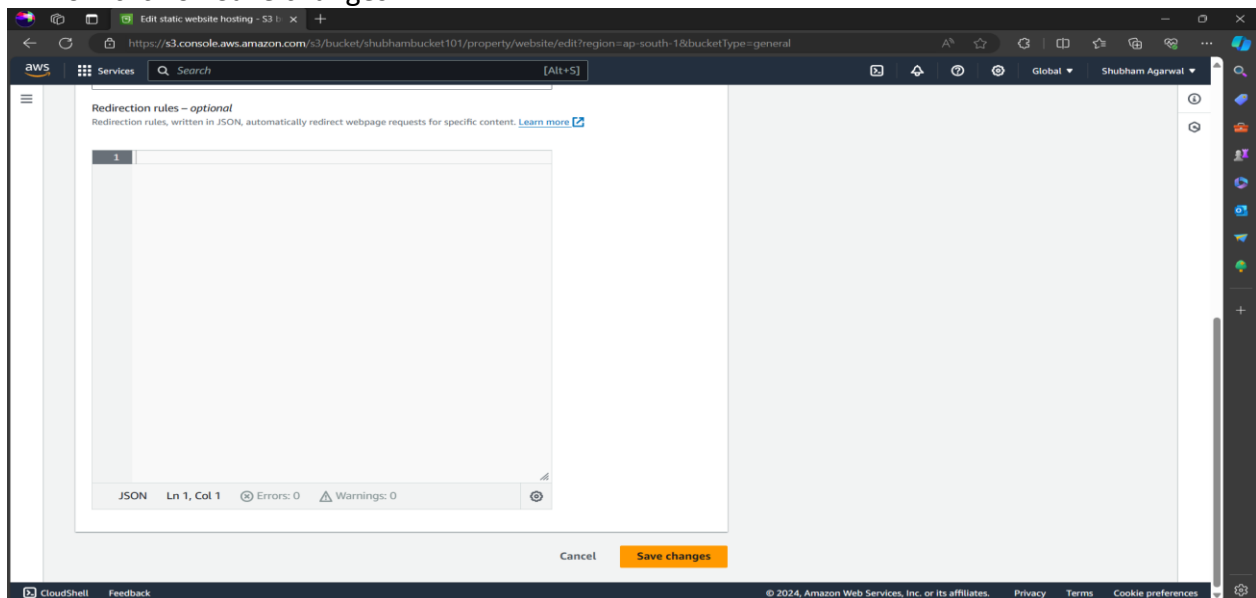 Edit static website hosting - S3 b
https://s3.console.aws.amazon.com/s3/bucket/shubhambucket101/property/website/edit?region=ap-south-1&bucketType=general
aws Services Search [Alt+S] Global Shubham Agarwal
Redirection rules – optional
Redirection rules, written in JSON, automatically redirect webpage requests for specific content. Learn more
1
JSON Ln 1, Col 1 Errors: 0 Warnings: 0
Cancel Save changes
CloudShell Feedback © 2024, Amazon Web Services, Inc. or its affiliates. Privacy Terms Cookie preferences